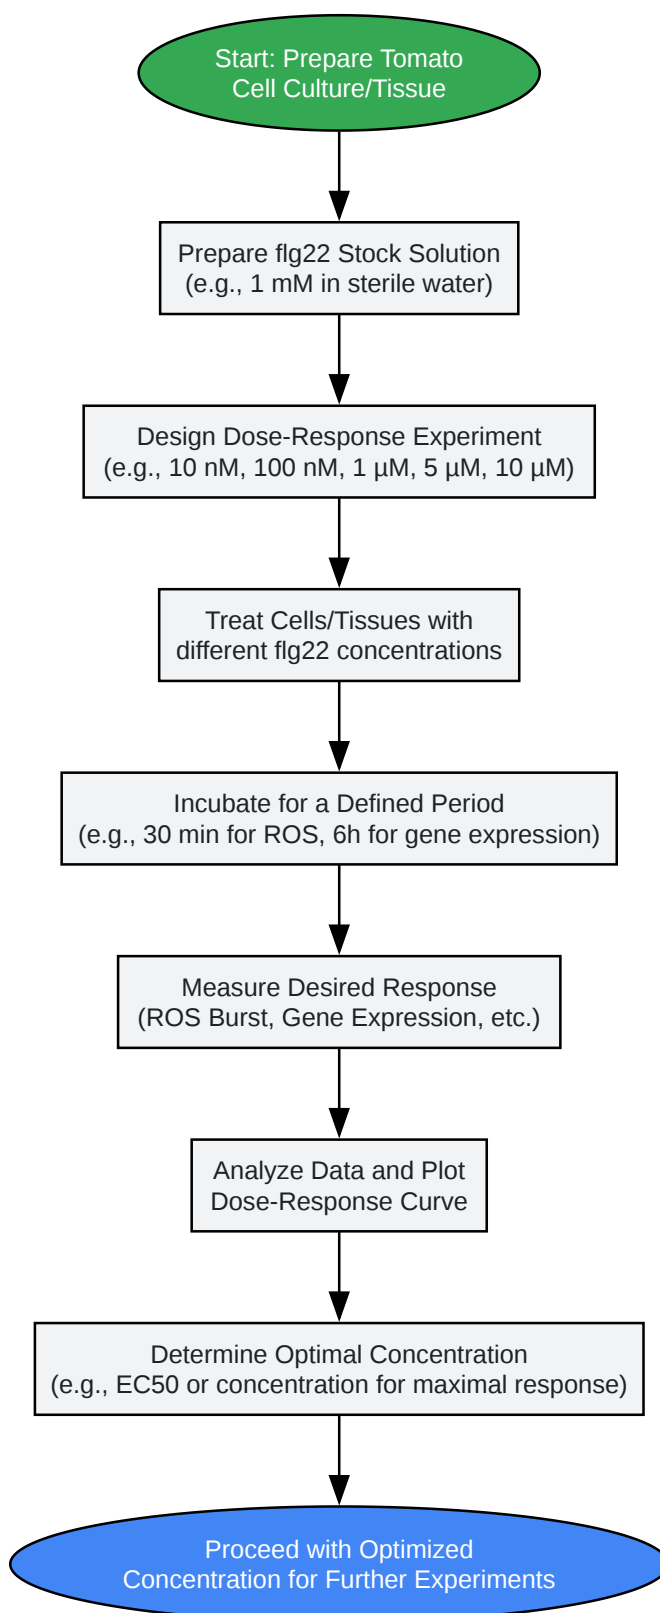 Start: Prepare Tomato
Cell Culture/Tissue
Prepare flg22 Stock Solution
(e.g., 1 mM in sterile water)
Design Dose-Response Experiment
(e.g., 10 nM, 100 nM, 1 µM, 5 µM, 10 µM)
Treat Cells/Tissues with
different flg22 concentrations
Incubate for a Defined Period
(e.g., 30 min for ROS, 6h for gene expression)
Measure Desired Response
(ROS Burst, Gene Expression, etc.)
Analyze Data and Plot
Dose-Response Curve
Determine Optimal Concentration
(e.g., EC50 or concentration for maximal response)
Proceed with Optimized
Concentration for Further Experiments